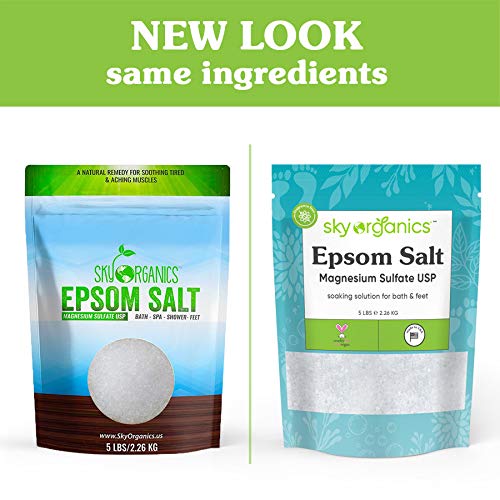 NEW LOOK
same ingredients
A NATURAL REMEDY FOR SOOTHING TIRED
& ACHING MUSCLES
SKY ORGANICS
EPSOM SALT
MAGNESIUM SULFATE USP BATH - SPA - SHOWER - FEET
www.SkyOrganics.us
5 LBS/2.26 KG
sky organics™
Epsom Salt
Magnesium Sulfate USP
soaking solution for bath & feet
5 LBS ℮ 2.26 KG